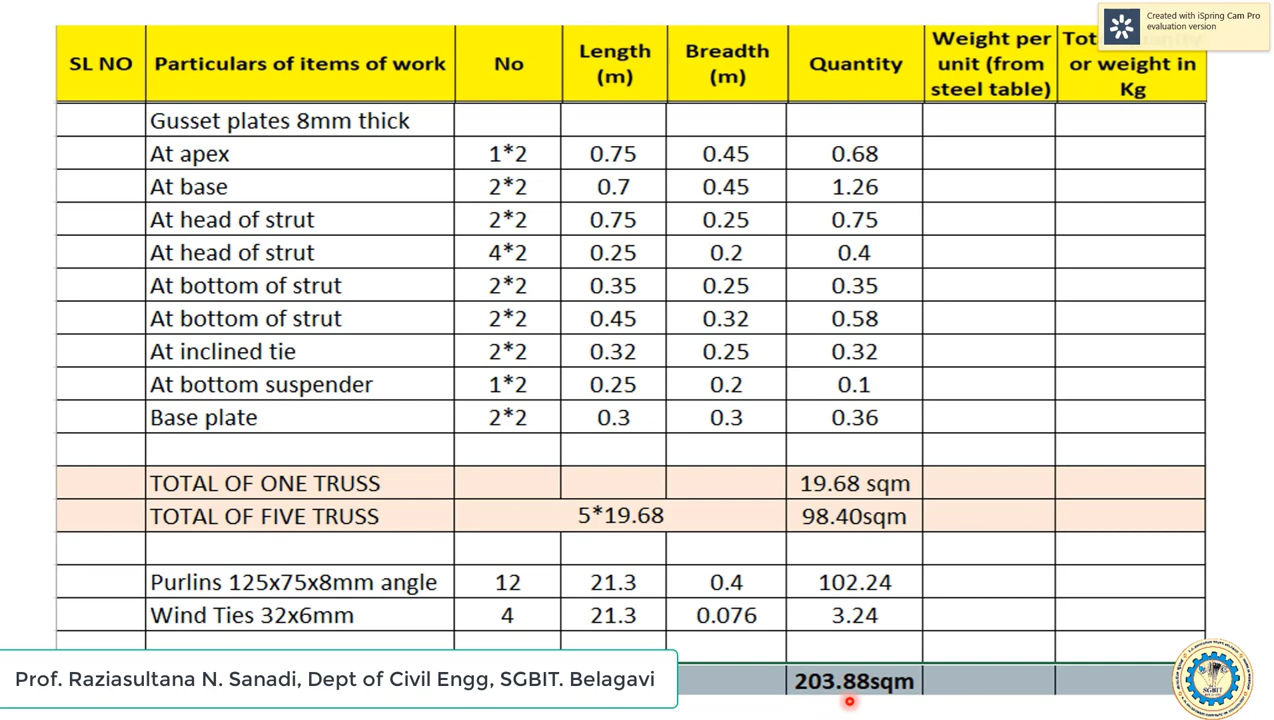 Created with iSpring Cam Pro
evaluation version
SL NO Particulars of items of work No Length (m) Breadth (m) Quantity Weight per unit (from steel table) or weight in Kg
Gusset plates 8mm thick
At apex 1*2 0.75 0.45 0.68
At base 2*2 0.7 0.45 1.26
At head of strut 2*2 0.75 0.25 0.75
At head of strut 4*2 0.25 0.2 0.4
At bottom of strut 2*2 0.35 0.25 0.35
At bottom of strut 2*2 0.45 0.32 0.58
At inclined tie 2*2 0.32 0.25 0.32
At bottom suspender 1*2 0.25 0.2 0.1
Base plate 2*2 0.3 0.3 0.36
TOTAL OF ONE TRUSS 19.68 sqm
TOTAL OF FIVE TRUSS 5*19.68 98.40sqm
Purlins 125x75x8mm angle 12 21.3 0.4 102.24
Wind Ties 32x6mm 4 21.3 0.076 3.24
203.88sqm
Prof. Raziasultana N. Sanadi, Dept of Civil Engg, SGBIT. Belagavi
SGBIT